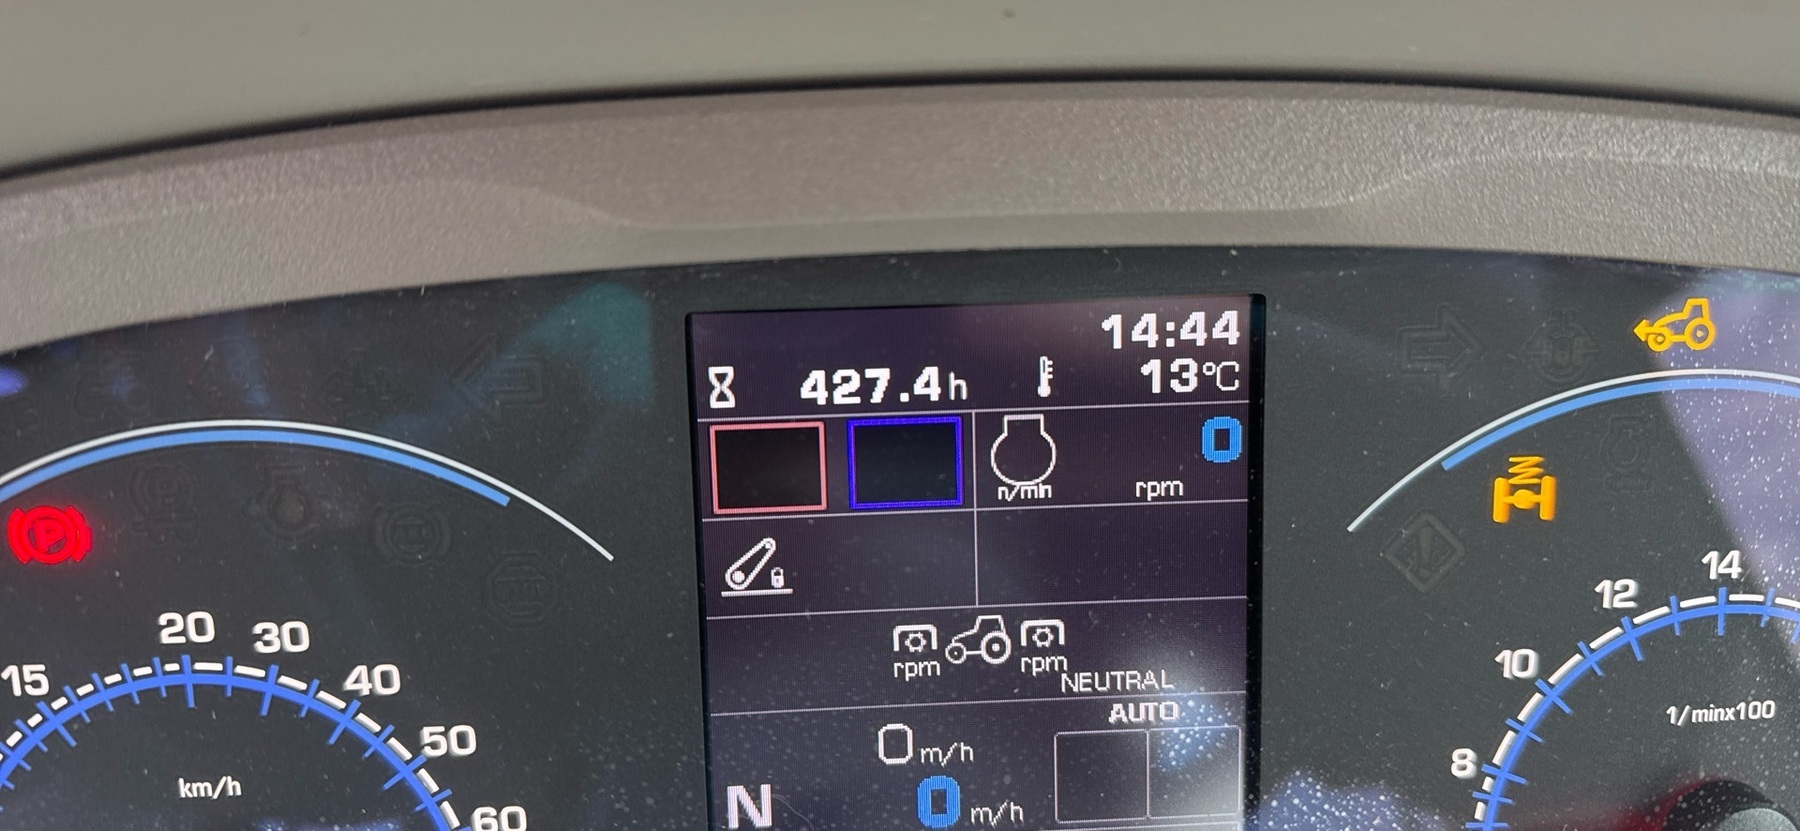 14:44
427.4h
13°C
0
n/min
rpm
P
rpm
rpm
NEUTRAL
AUTO
0 m/h
N
0 m/h
15
20
30
40
50
60
km/h
8
10
12
14
1/minx100